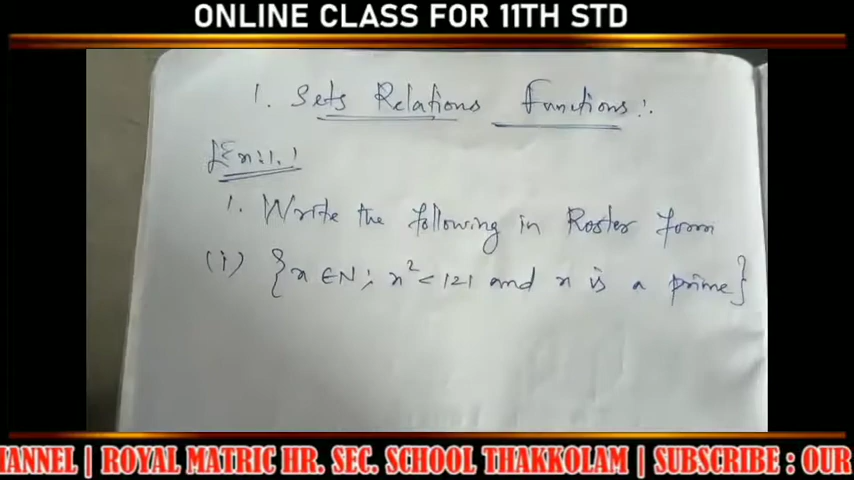 ONLINE CLASS FOR 11TH STD
1. Sets Relations Functions :.
Ex:1.1
1. Write the following in Roster form
(i) {x ∈ N ; x² < 121 and x is a prime}
HANNEL | ROYAL MATRIC HR. SEC. SCHOOL THAKKOLAM | SUBSCRIBE : OUR